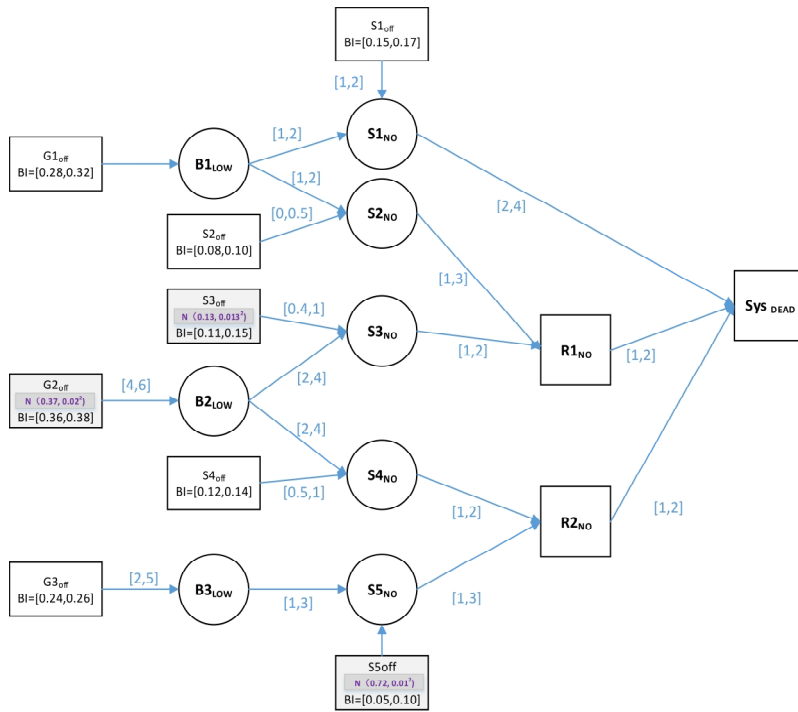 S1off
BI=[0.15,0.17]
[1,2]
G1off
BI=[0.28,0.32]
B1LOW
[1,2]
S1NO
[1,2]
S2off
BI=[0.08,0.10]
[0,0.5]
S2NO
[2,4]
[1,3]
S3off
N（0.13, 0.013²）
BI=[0.11,0.15]
[0.4,1]
S3NO
[1,2]
R1NO
[1,2]
Sys DEAD
G2off
N（0.37, 0.02²）
BI=[0.36,0.38]
[4,6]
B2LOW
[2,4]
[2,4]
S4off
BI=[0.12,0.14]
[0.5,1]
S4NO
[1,2]
R2NO
[1,2]
G3off
BI=[0.24,0.26]
[2,5]
B3LOW
[1,3]
S5NO
[1,3]
S5off
N（0.72, 0.01²）
BI=[0.05,0.10]